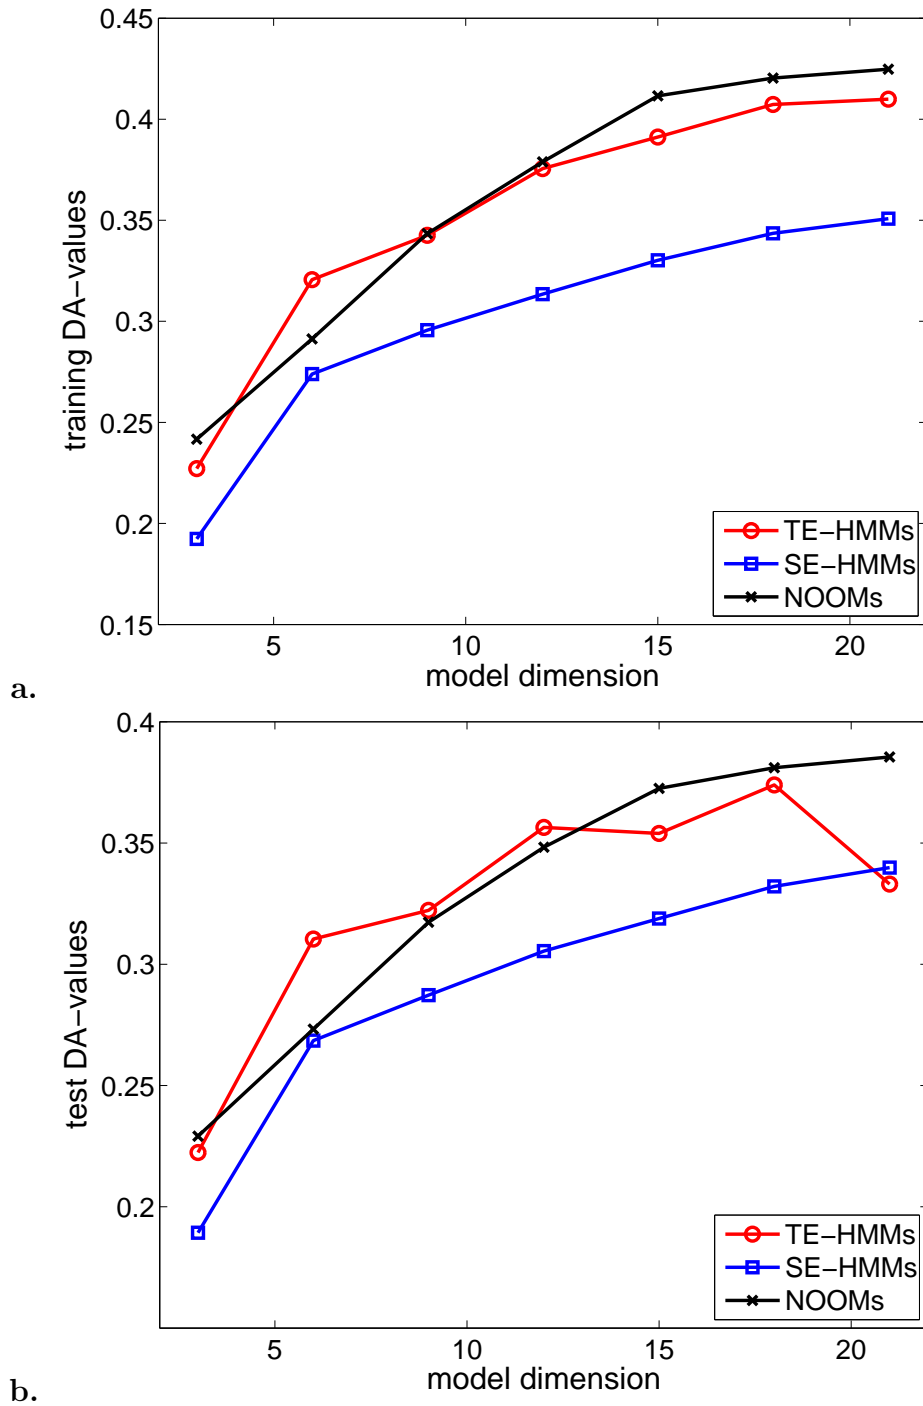 0.45
0.4
0.35
0.3
0.25
0.2
0.15
training DA−values
TE−HMMs
SE−HMMs
NOOMs
5 10 15 20
model dimension
a.
0.4
0.35
0.3
0.25
0.2
test DA−values
TE−HMMs
SE−HMMs
NOOMs
5 10 15 20
model dimension
b.